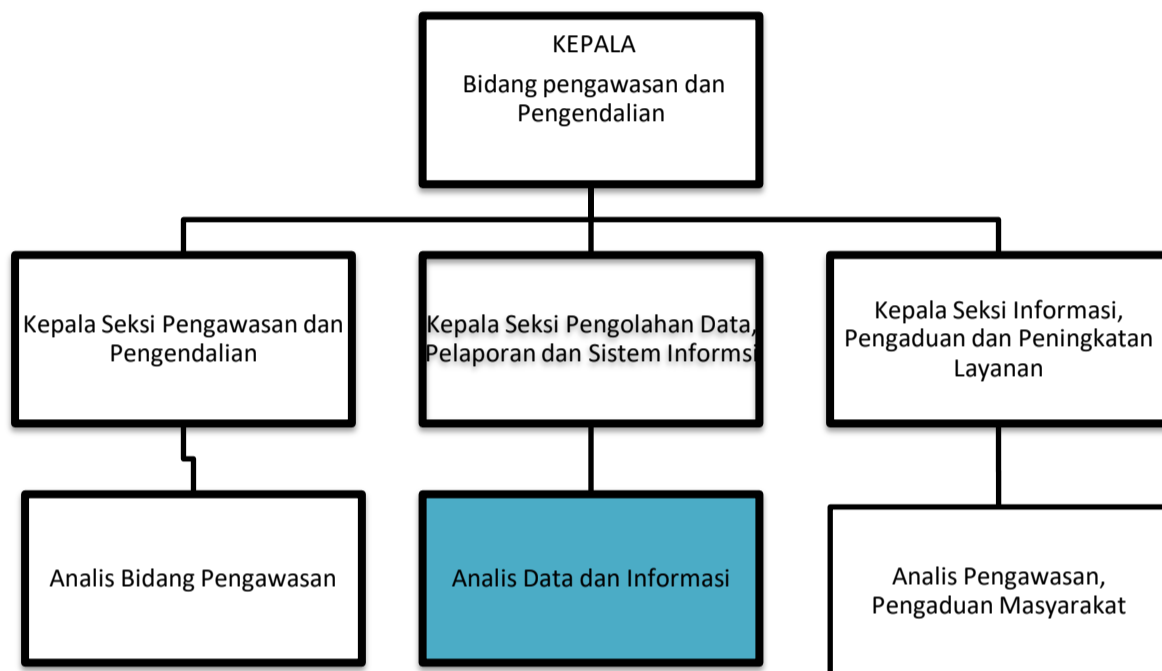 KEPALA
Bidang pengawasan dan
Pengendalian
Kepala Seksi Pengawasan dan
Pengendalian
Kepala Seksi Pengolahan Data,
Pelaporan dan Sistem Informsi
Kepala Seksi Informasi,
Pengaduan dan Peningkatan
Layanan
Analis Bidang Pengawasan
Analis Data dan Informasi
Analis Pengawasan,
Pengaduan Masyarakat